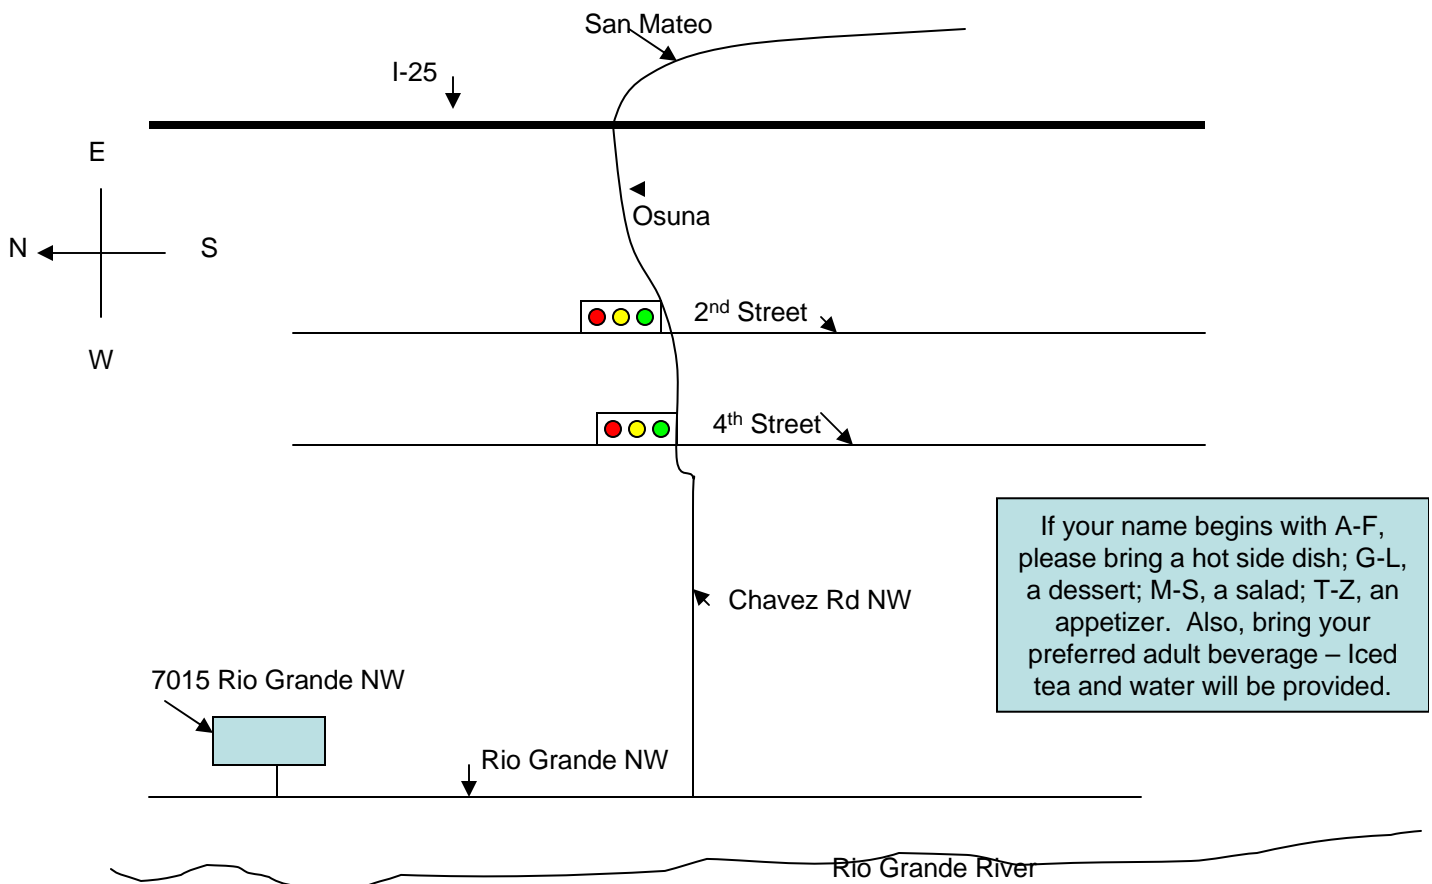 San Mateo
I-25
E
N
S
W
Osuna
2nd Street
4th Street
If your name begins with A-F,
please bring a hot side dish; G-L,
a dessert; M-S, a salad; T-Z, an
appetizer.  Also, bring your
preferred adult beverage – Iced
tea and water will be provided.
Chavez Rd NW
7015 Rio Grande NW
Rio Grande NW
Rio Grande River